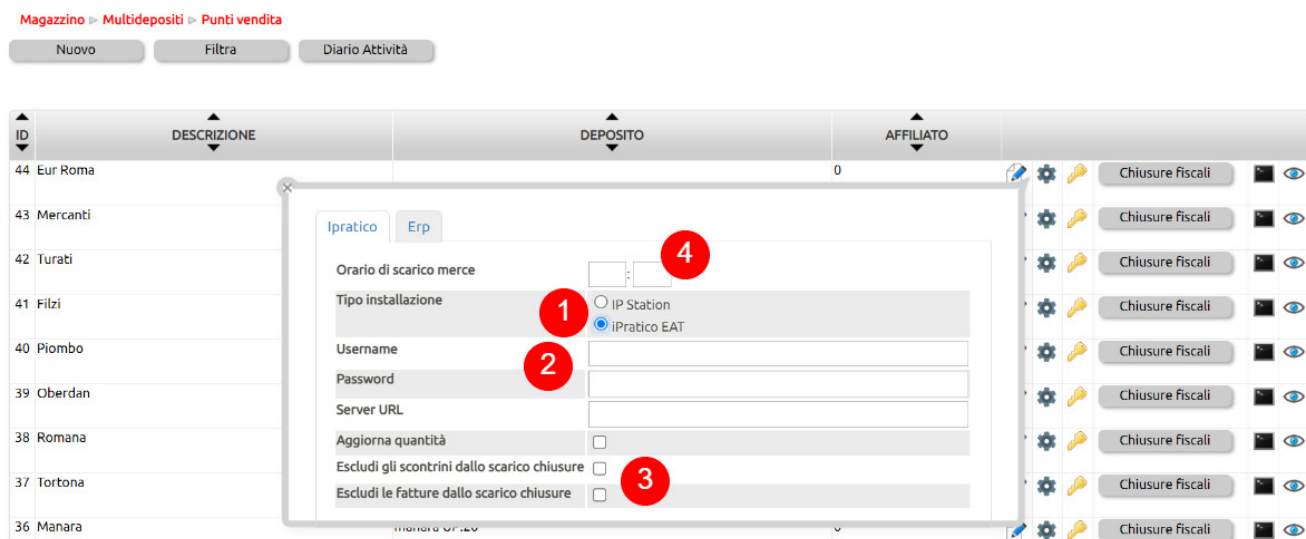 Magazzino ▷ Multidepositi ▷ Punti vendita
Nuovo Filtra Diario Attività
ID DESCRIZIONE DEPOSITO AFFILIATO
44 Eur Roma 0 Chiusure fiscali
43 Mercanti Chiusure fiscali
Ipratico Erp
42 Turati Chiusure fiscali
4
Orario di scarico merce :
41 Filzi Chiusure fiscali
Tipo installazione 1 IP Station
iPratico EAT
40 Piombo Chiusure fiscali
Username
2
Password
39 Oberdan Chiusure fiscali
Server URL
38 Romana Chiusure fiscali
Aggiorna quantità
Escludi gli scontrini dallo scarico chiusure
3
37 Tortona Chiusure fiscali
Escludi le fatture dallo scarico chiusure
36 Manara Chiusure fiscali